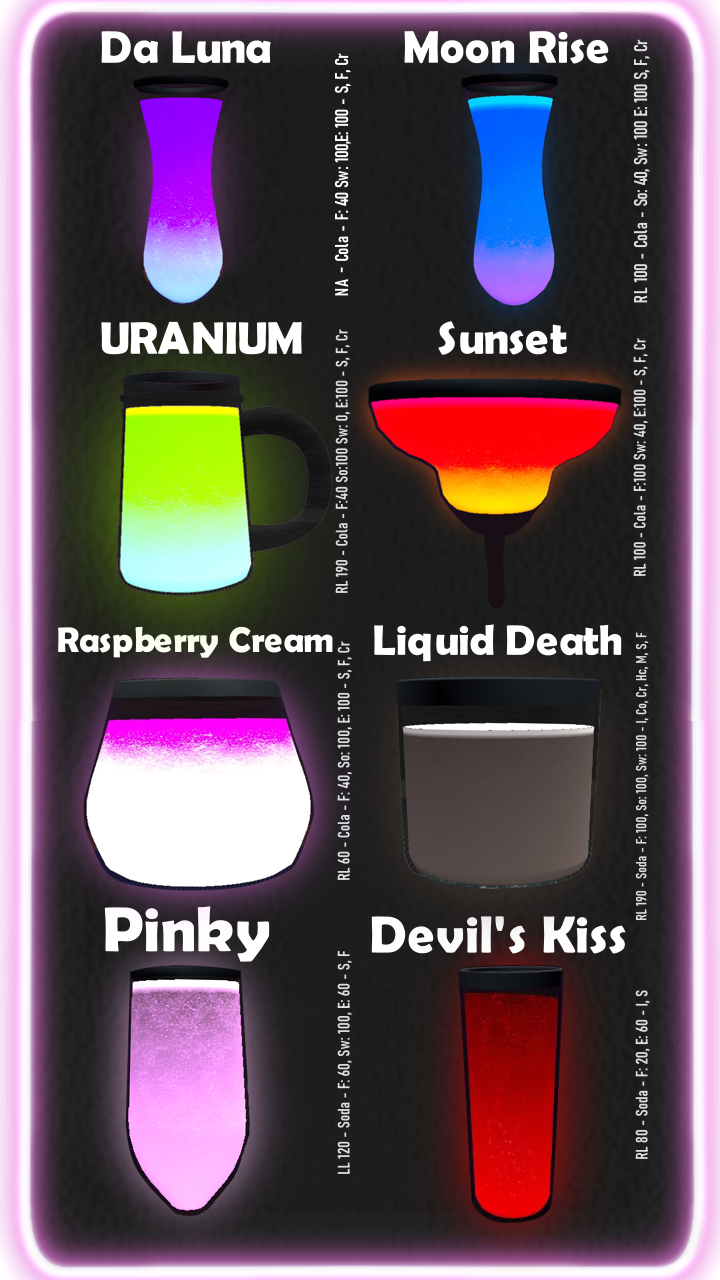 Da Luna
NA - Cola - F: 40 Sw: 100,E: 100 - S, F, Cr
Moon Rise
RL 100 - Cola - So: 40, Sw: 100 E: 100 S, F, Cr
URANIUM
RL 190 - Cola - F:40 So:100 Sw: 0, E:100 - S, F, Cr
Sunset
RL 100 - Cola - F:100 Sw: 40, E:100 - S, F, Cr
Raspberry Cream
RL 60 - Cola - F: 40, So: 100, E: 100 - S, F, Cr
Liquid Death
RL 190 - Soda - F: 100, So: 100, Sw: 100 - I, Co, Cr, Hc, M, S, F
Pinky
LL 120 - Soda - F: 60, Sw: 100, E: 60 - S, F
Devil's Kiss
RL 80 - Soda - F: 20, E: 60 - I, S